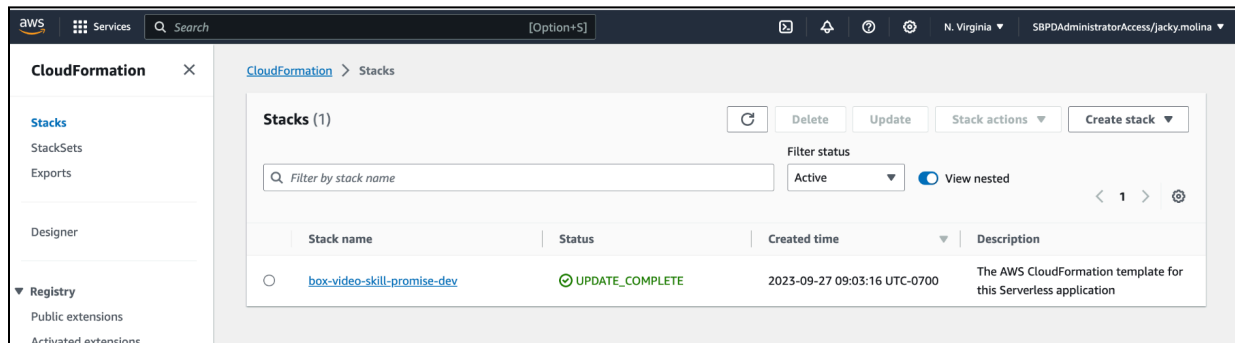 aws
Services
Search
[Option+S]
N. Virginia
SBPDAdministratorAccess/jacky.molina
CloudFormation
Stacks
StackSets
Exports
Designer
Registry
Public extensions
Activated extensions
CloudFormation > Stacks
Stacks (1)
Delete
Update
Stack actions
Create stack
Filter status
Filter by stack name
Active
View nested
1
Stack name
Status
Created time
Description
box-video-skill-promise-dev
UPDATE_COMPLETE
2023-09-27 09:03:16 UTC-0700
The AWS CloudFormation template for
this Serverless application